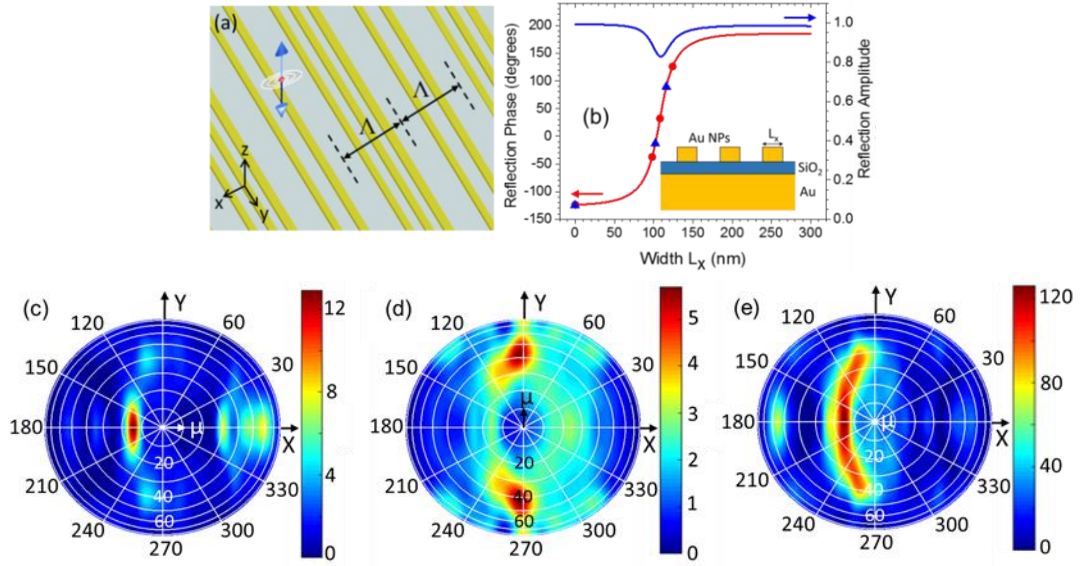 (a)
Λ
Λ
z
x
y
Reflection Phase (degrees)
200
150
100
50
0
-50
-100
-150
(b)
Au NPs
Lx
SiO2
Au
1.0
0.8
0.6
0.4
0.2
0.0
Reflection Amplitude
0 50 100 150 200 250 300
Width LX (nm)
(c)
Y
120 60
150 30
180 μ X
20
40
60
210 330
240 300
270
12
8
4
0
(d)
Y
120 60
150 30
μ
180 X
20
40
60
210 330
240 300
270
5
4
3
2
1
0
(e)
Y
120 60
150 30
180 μ X
20
40
60
210 330
240 300
270
120
80
40
0